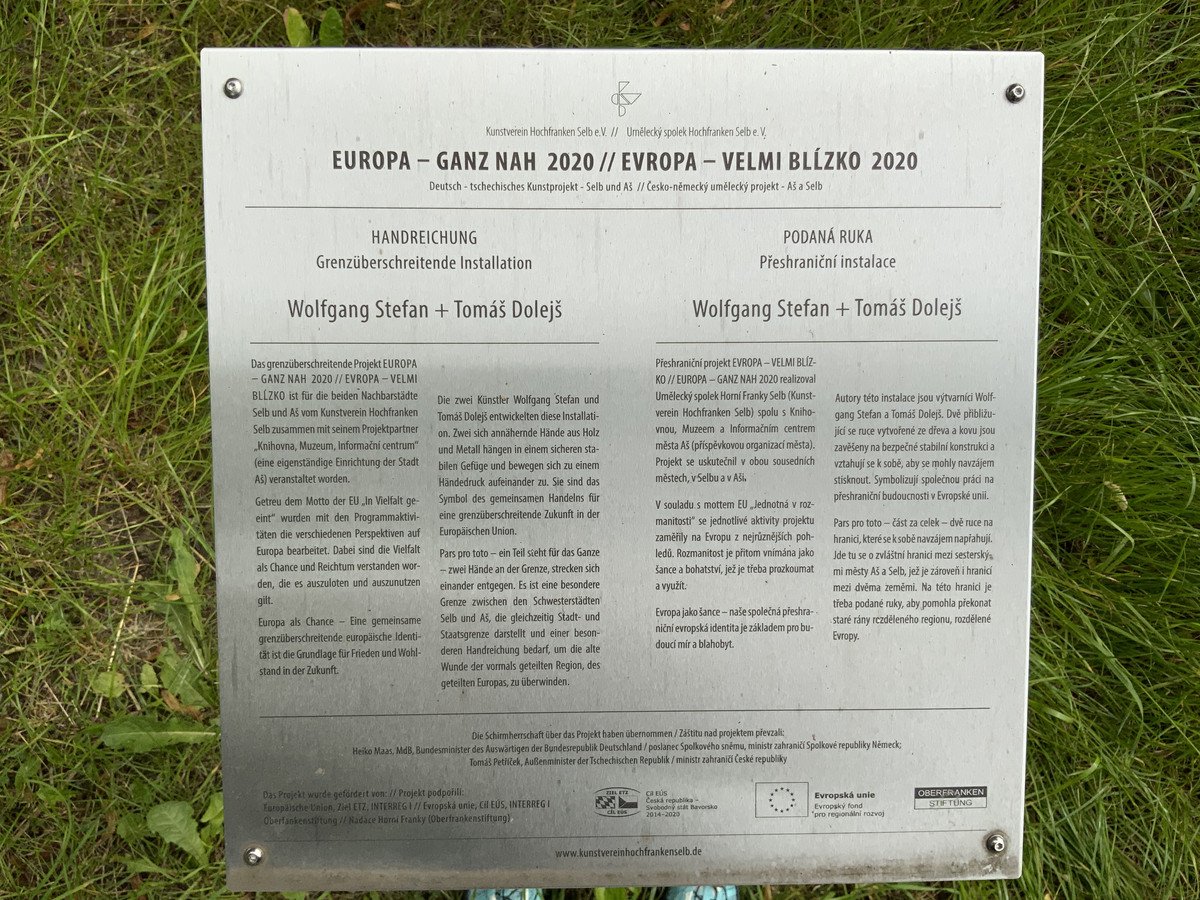 Kunstverein Hochfranken Selb e.V. // Umělecký spolek Hochfranken Selb e. V.
EUROPA – GANZ NAH 2020 // EVROPA – VELMI BLÍZKO 2020
Deutsch - tschechisches Kunstprojekt - Selb und Aš // Česko-německý umělecký projekt - Aš a Selb
HANDREICHUNG
Grenzüberschreitende Installation
Wolfgang Stefan + Tomáš Dolejš
Das grenzüberschreitende Projekt EUROPA
– GANZ NAH 2020 // EVROPA – VELMI
BLÍZKO ist für die beiden Nachbarstädte
Selb und Aš vom Kunstverein Hochfranken
Selb zusammen mit seinem Projektpartner
„Knihovna, Muzeum, Informační centrum“
(eine eigenständige Einrichtung der Stadt
Aš) veranstaltet worden.
Getreu dem Motto der EU „In Vielfalt ge-
eint“ wurden mit den Programmaktivi-
täten die verschiedenen Perspektiven auf
Europa bearbeitet. Dabei sind die Vielfalt
als Chance und Reichtum verstanden wor-
den, die es auszuloten und auszunutzen
gilt.
Europa als Chance – Eine gemeinsame
grenzüberschreitende europäische Identi-
tät ist die Grundlage für Frieden und Wohl-
stand in der Zukunft.
Die zwei Künstler Wolfgang Stefan und
Tomáš Dolejš entwickelten diese Installati-
on. Zwei sich annähernde Hände aus Holz
und Metall hängen in einem sicheren sta-
bilen Gefüge und bewegen sich zu einem
Händedruck aufeinander zu. Sie sind das
Symbol des gemeinsamen Handelns für
eine grenzüberschreitende Zukunft in der
Europäischen Union.
Pars pro toto – ein Teil steht für das Ganze
– zwei Hände an der Grenze, strecken sich
einander entgegen. Es ist eine besondere
Grenze zwischen den Schwesterstädten
Selb und Aš, die gleichzeitig Stadt- und
Staatsgrenze darstellt und einer beson-
deren Handreichung bedarf, um die alte
Wunde der vormals geteilten Region, des
geteilten Europas, zu überwinden.
PODANÁ RUKA
Přeshraniční instalace
Wolfgang Stefan + Tomáš Dolejš
Přeshraniční projekt EVROPA – VELMI BLÍZ-
KO // EUROPA – GANZ NAH 2020 realizoval
Umělecký spolek Horní Franky Selb (Kunst-
verein Hochfranken Selb) spolu s Kniho-
vnou, Muzeem a Informačním centrem
města Aš (příspěvkovou organizací města).
Projekt se uskutečnil v obou sousedních
městech, v Selbu a v Aši.
V souladu s mottem EU „Jednotná v roz-
manitosti“ se jednotlivé aktivity projektu
zaměřily na Evropu z nejrůznějších poh-
ledů. Rozmanitost je přitom vnímána jako
šance a bohatství, jež je třeba prozkoumat
a využít.
Evropa jako šance – naše společná přeshra-
niční evropská identita je základem pro bu-
doucí mír a blahobyt.
Autory této instalace jsou výtvarníci Wolf-
gang Stefan a Tomáš Dolejš. Dvě přibližu-
jící se ruce vytvořené ze dřeva a kovu jsou
zavěšeny na bezpečné stabilní konstrukci a
vztahují se k sobě, aby se mohly navzájem
stisknout. Symbolizují společnou práci na
přeshraniční budoucnosti v Evropské unii.
Pars pro toto – část za celek – dvě ruce na
hranici, které se k sobě navzájem napřahují.
Jde tu se o zvláštní hranici mezi sesterský-
mi městy Aš a Selb, jež je zároveň i hranicí
mezi dvěma zeměmi. Na této hranici je
třeba podané ruky, aby pomohla překonat
staré rány rozděleného regionu, rozdělené
Evropy.
Die Schirmherrschaft über das Projekt haben übernommen / Záštitu nad projektem převzali:
Heiko Maas, MdB, Bundesminister des Auswärtigen der Bundesrepublik Deutschland / poslanec Spolkového sněmu, ministr zahraničí Spolkové republiky Německ;
Tomáš Petříček, Außenminister der Tschechischen Republik / ministr zahraničí České republiky
Das Projekt wurde gefördert von: // Projekt podpořili:
Europäische Union, Ziel ETZ, INTERREG I // Evropská unie, Cíl EÚS, INTERREG I
Oberfankenstiftung // Nadace Horní Franky (Oberfrankenstiftung)
ZIEL ETZ
CÍL EÚS
Cíl EÚS
Česká republika –
Svobodný stát Bavorsko
2014–2020
Evropská unie
Evropský fond
pro regionální rozvoj
OBERFRANKEN
STIFTUNG
www.kunstvereinhochfrankenselb.de